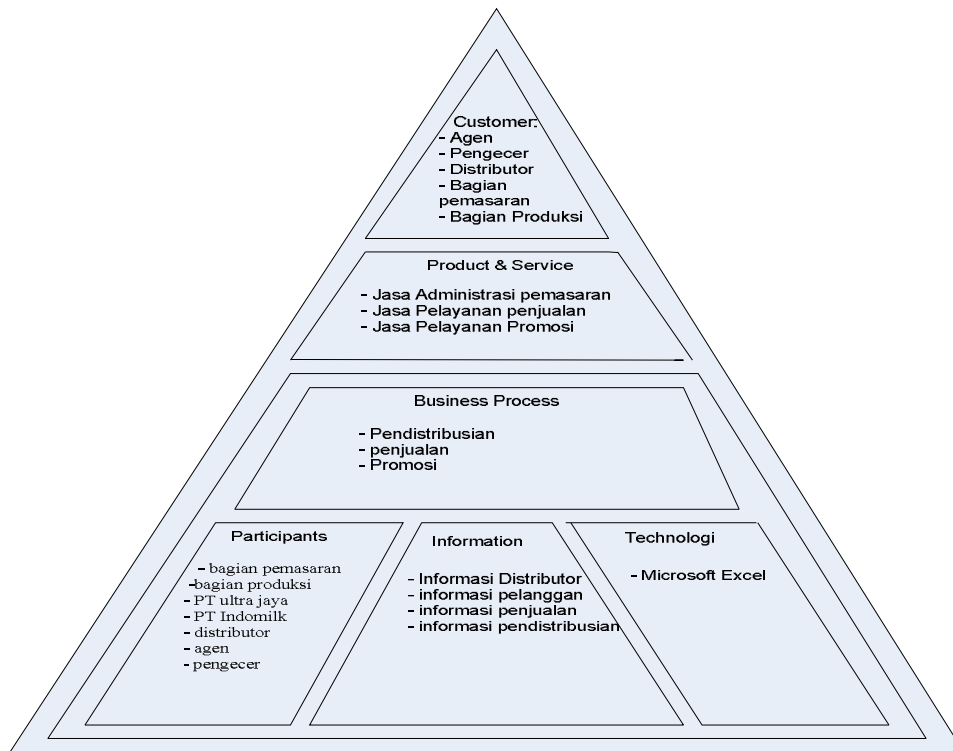 Customer:
- Agen
- Pengecer
- Distributor
- Bagian
pemasaran
- Bagian Produksi
Product & Service
- Jasa Administrasi pemasaran
- Jasa Pelayanan penjualan
- Jasa Pelayanan Promosi
Business Process
- Pendistribusian
- penjualan
- Promosi
Participants
- bagian pemasaran
-bagian produksi
- PT ultra jaya
- PT Indomilk
- distributor
- agen
- pengecer
Information
- Informasi Distributor
- informasi pelanggan
- informasi penjualan
- informasi pendistribusian
Technologi
- Microsoft Excel